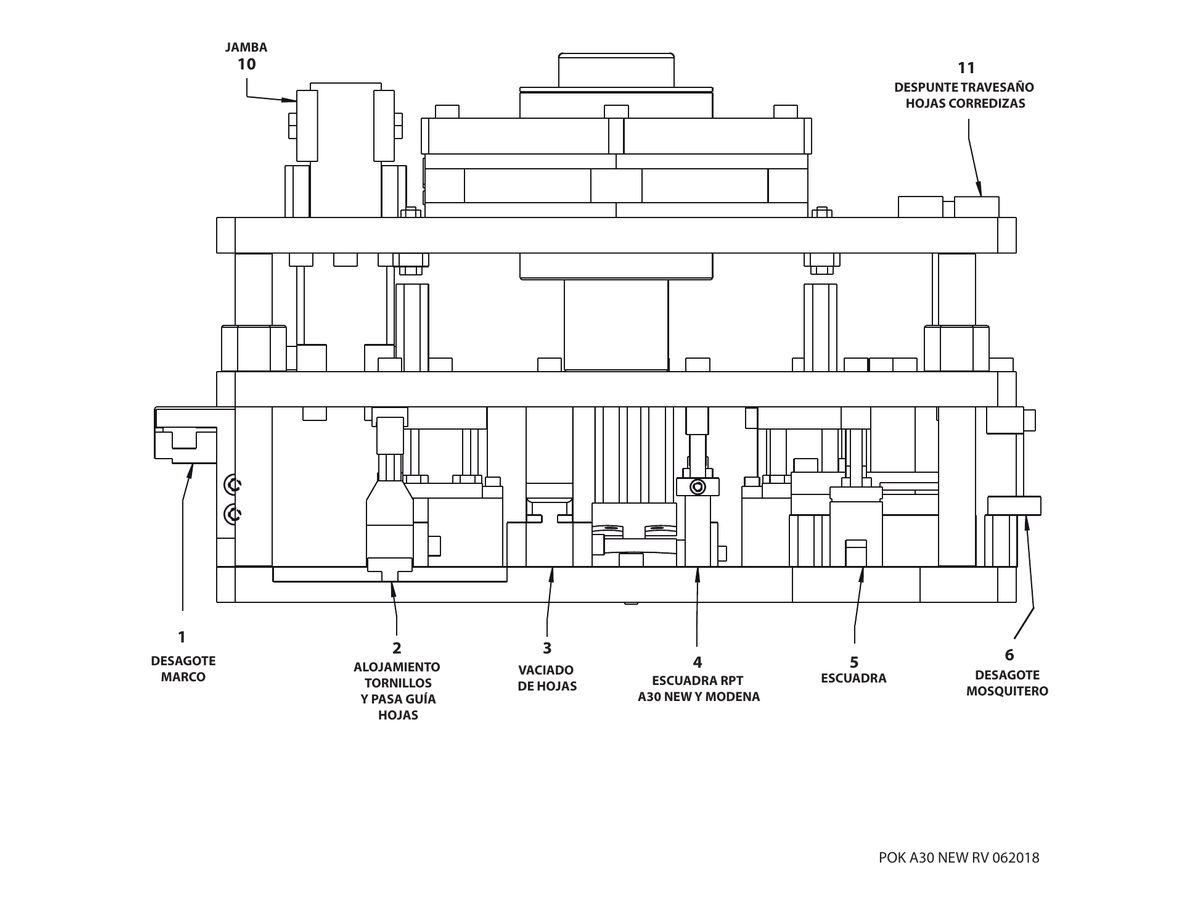 JAMBA
10
11
DESPUNTE TRAVESAÑO
HOJAS CORREDIZAS
1
DESAGOTE
MARCO
2
ALOJAMIENTO
TORNILLOS
Y PASA GUÍA
HOJAS
3
VACIADO
DE HOJAS
4
ESCUADRA RPT
A30 NEW Y MODENA
5
ESCUADRA
6
DESAGOTE
MOSQUITERO
POK A30 NEW RV 062018